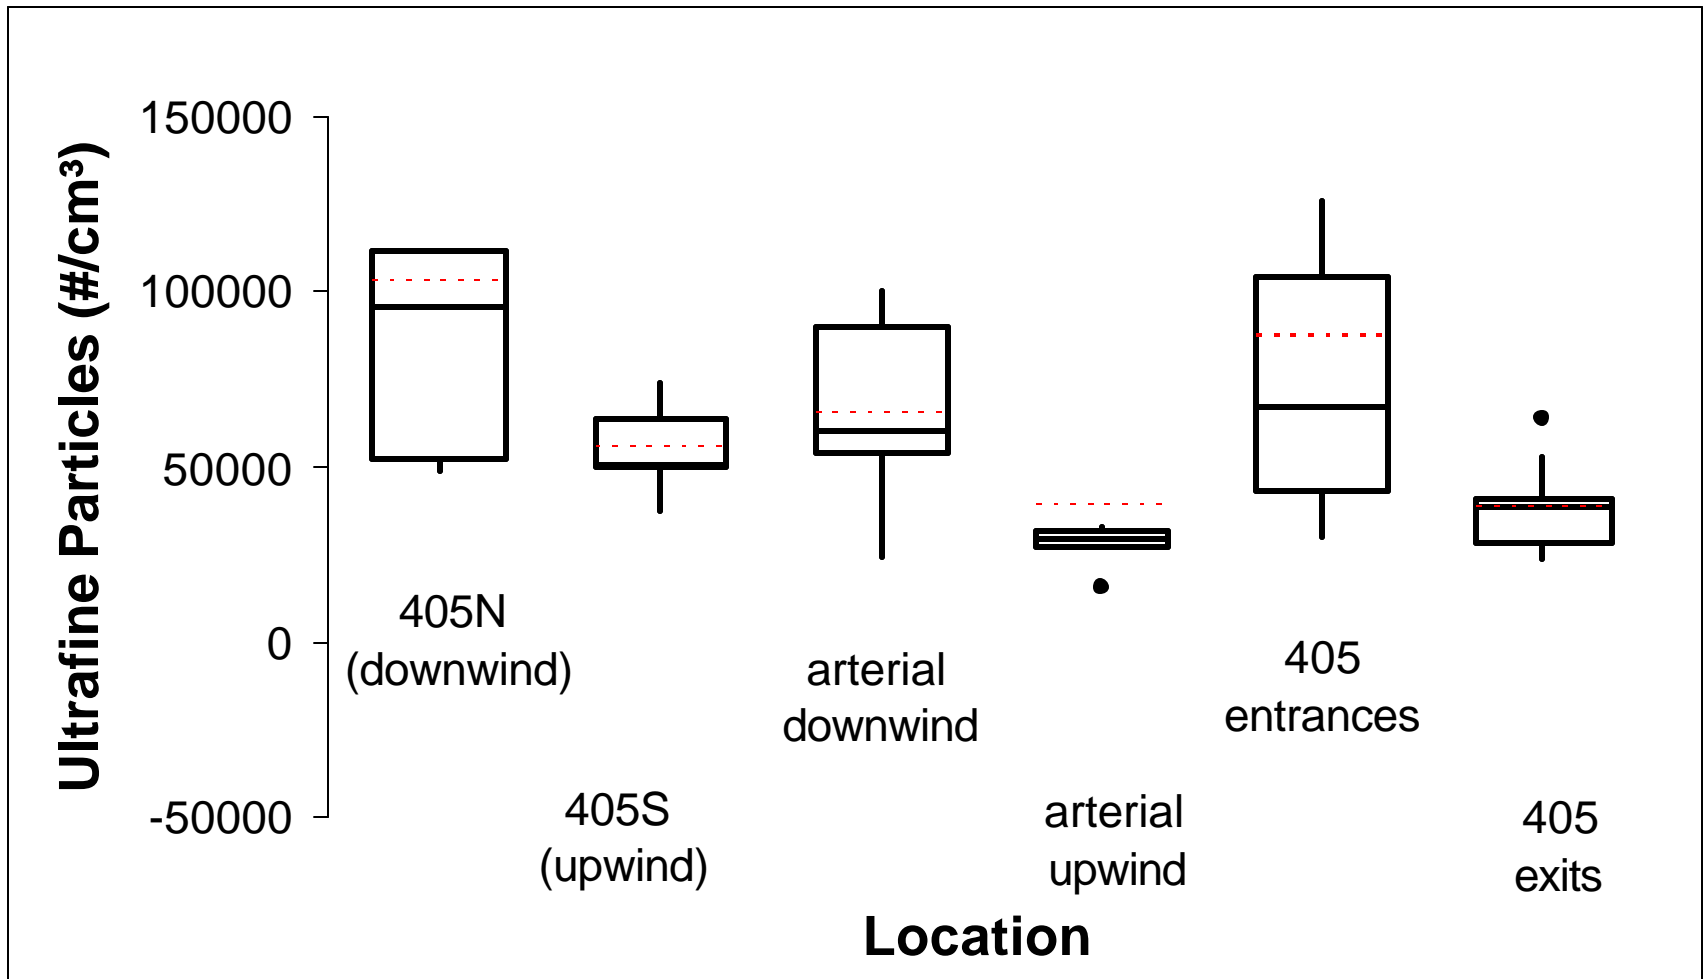 Ultrafine Particles (#/cm³)
150000
100000
50000
0
-50000
405N
(downwind)
405S
(upwind)
arterial
downwind
arterial
upwind
405
entrances
405
exits
Location